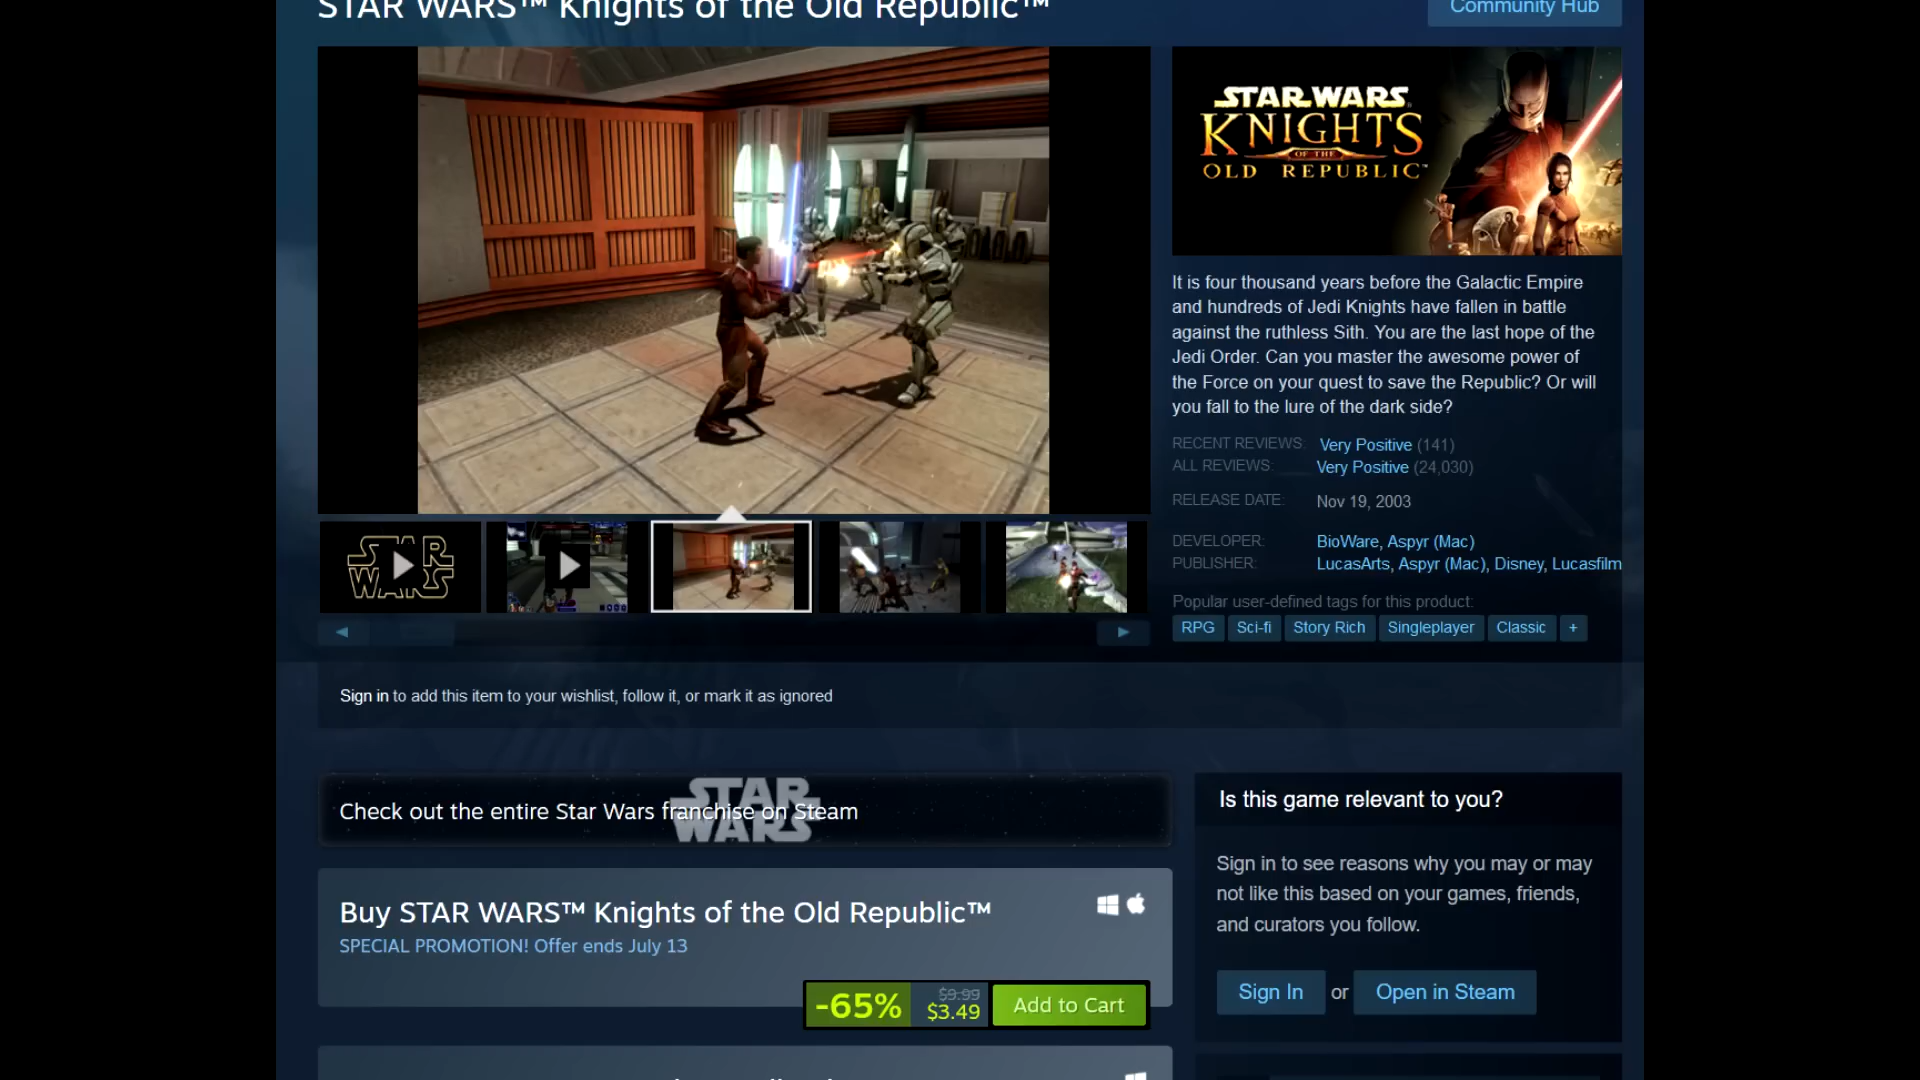 STAR WARS™ Knights of the Old Republic™
Community Hub
STAR WARS
KNIGHTS
OF THE
OLD REPUBLIC™
It is four thousand years before the Galactic Empire
and hundreds of Jedi Knights have fallen in battle
against the ruthless Sith. You are the last hope of the
Jedi Order. Can you master the awesome power of
the Force on your quest to save the Republic? Or will
you fall to the lure of the dark side?
RECENT REVIEWS: Very Positive (141)
ALL REVIEWS: Very Positive (24,030)
RELEASE DATE: Nov 19, 2003
DEVELOPER: BioWare, Aspyr (Mac)
PUBLISHER: LucasArts, Aspyr (Mac), Disney, Lucasfilm
Popular user-defined tags for this product:
RPG Sci-fi Story Rich Singleplayer Classic +
STAR
WARS
Sign in to add this item to your wishlist, follow it, or mark it as ignored
STAR
WARS
Check out the entire Star Wars franchise on Steam
Buy STAR WARS™ Knights of the Old Republic™
SPECIAL PROMOTION! Offer ends July 13
-65% $9.99 $3.49 Add to Cart
Is this game relevant to you?
Sign in to see reasons why you may or may
not like this based on your games, friends,
and curators you follow.
Sign In or Open in Steam